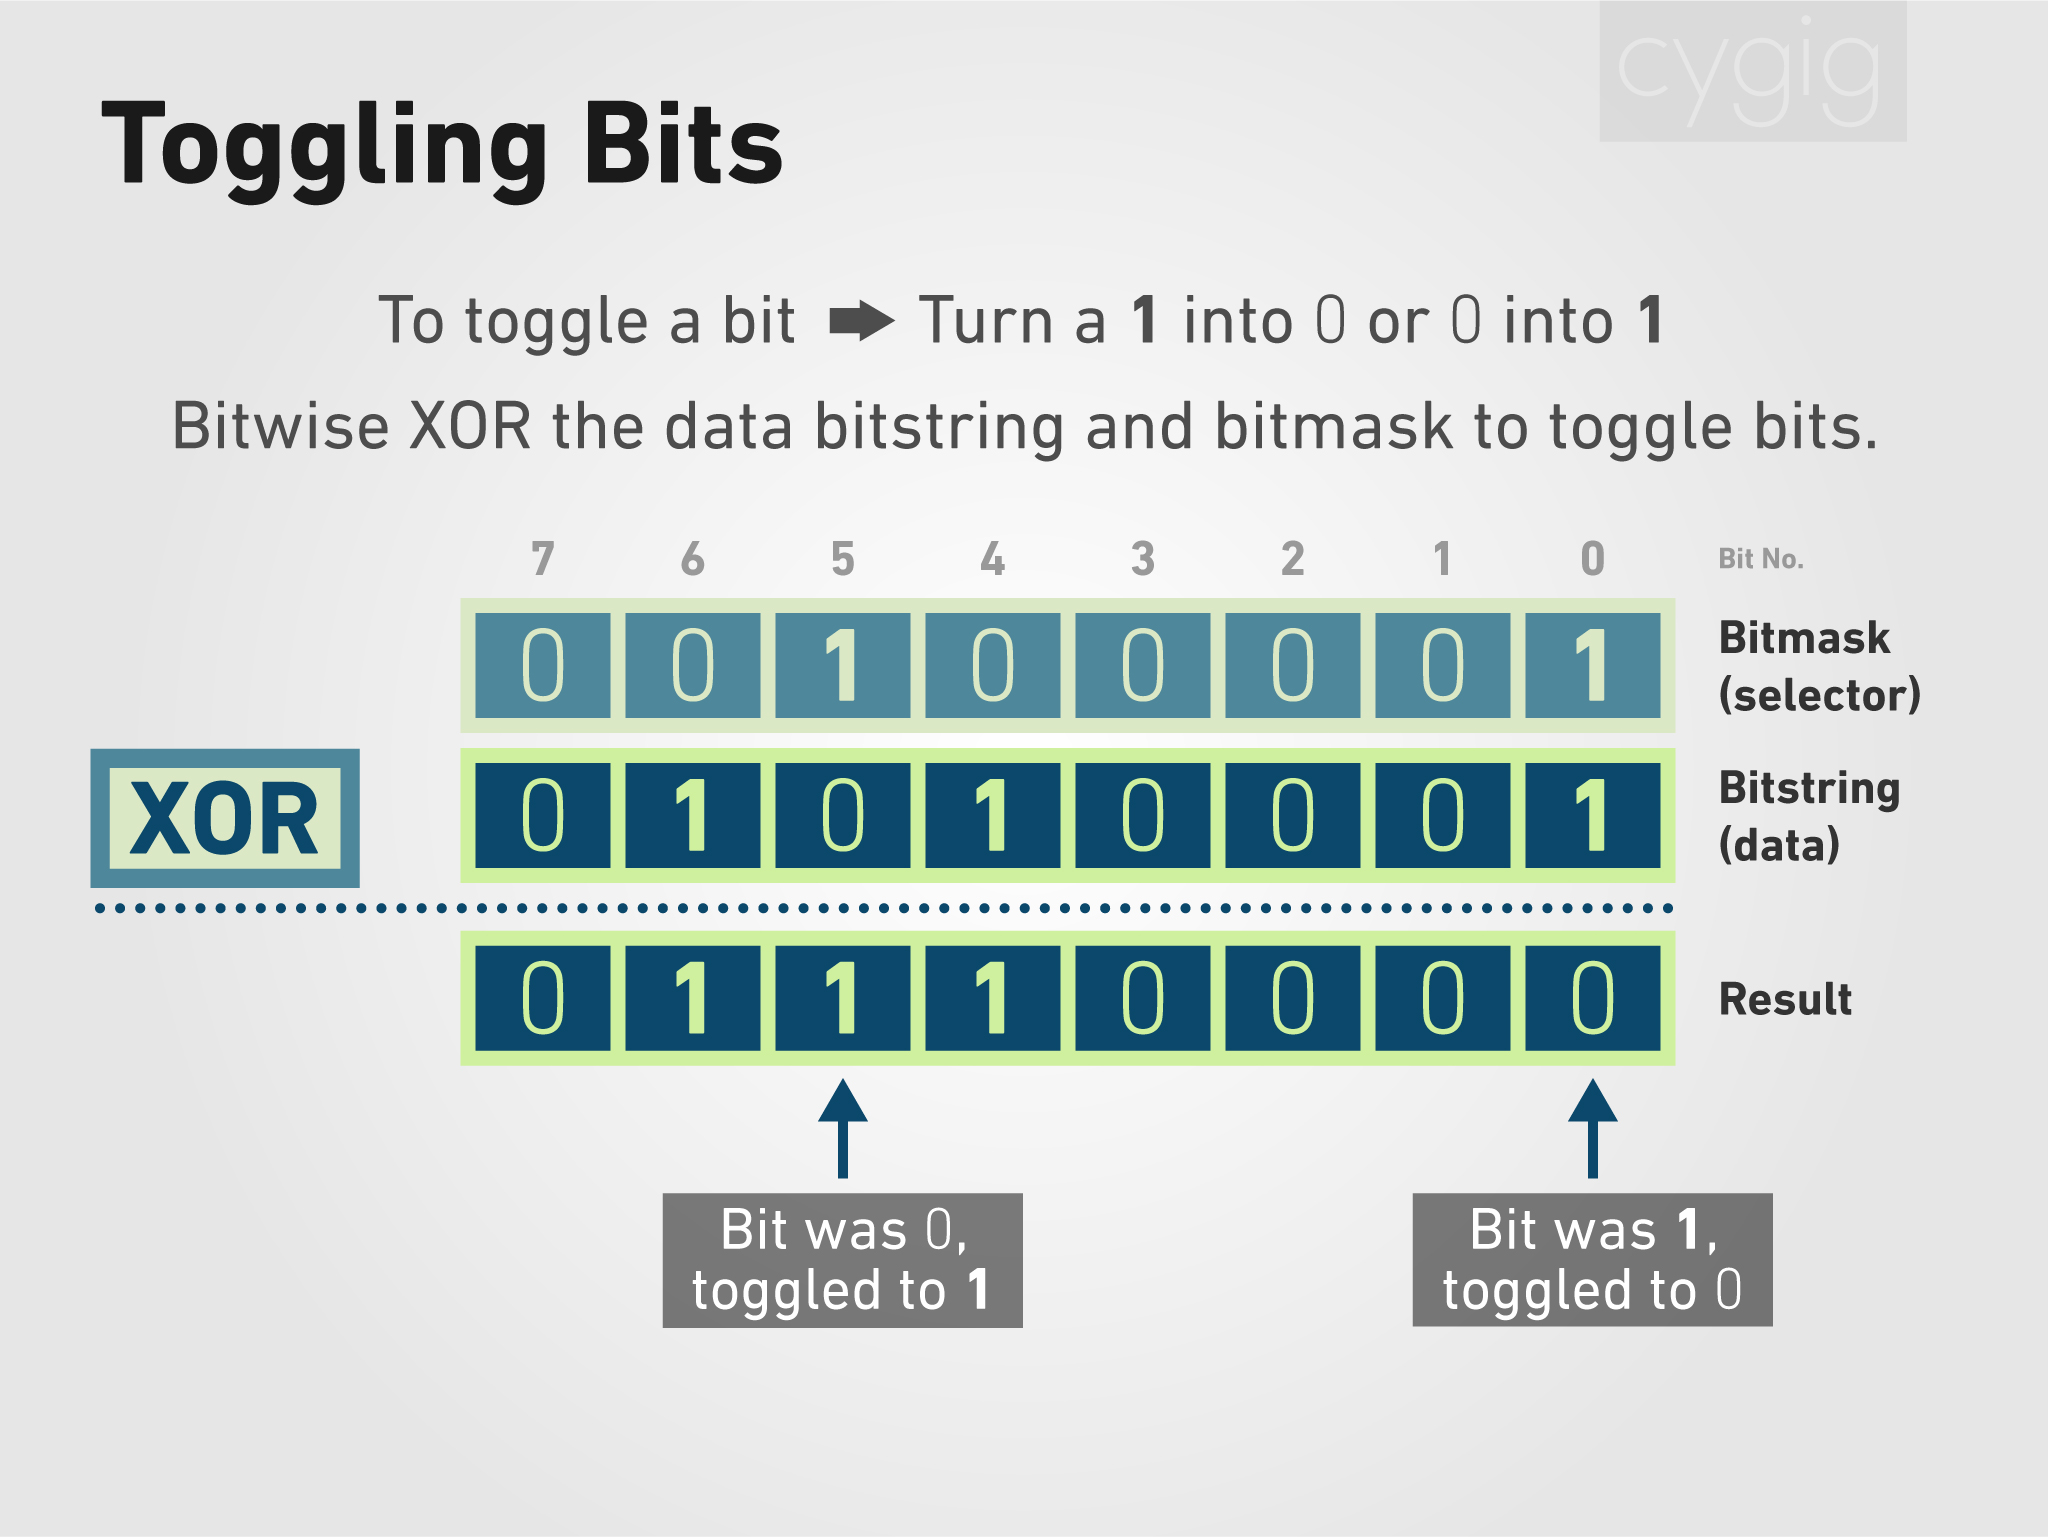 cygig
Toggling Bits
To toggle a bit ➡ Turn a 1 into 0 or 0 into 1
Bitwise XOR the data bitstring and bitmask to toggle bits.
7 6 5 4 3 2 1 0 Bit No.
0 0 1 0 0 0 0 1 Bitmask
(selector)
XOR
0 1 0 1 0 0 0 1 Bitstring
(data)
0 1 1 1 0 0 0 0 Result
Bit was 0,
toggled to 1
Bit was 1,
toggled to 0